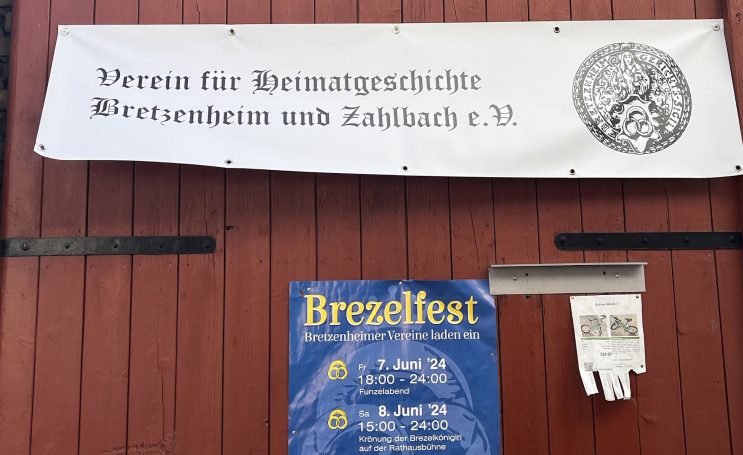 Verein für Heimatgeschichte
Bretzenheim und Zahlbach e.V.
Brezelfest
Bretzenheimer Vereine laden ein
Fr 7. Juni '24
18:00 - 24:00
Funzelabend
Sa 8. Juni '24
15:00 - 24:00
Krönung der Brezelkönigin
auf der Rathausbühne